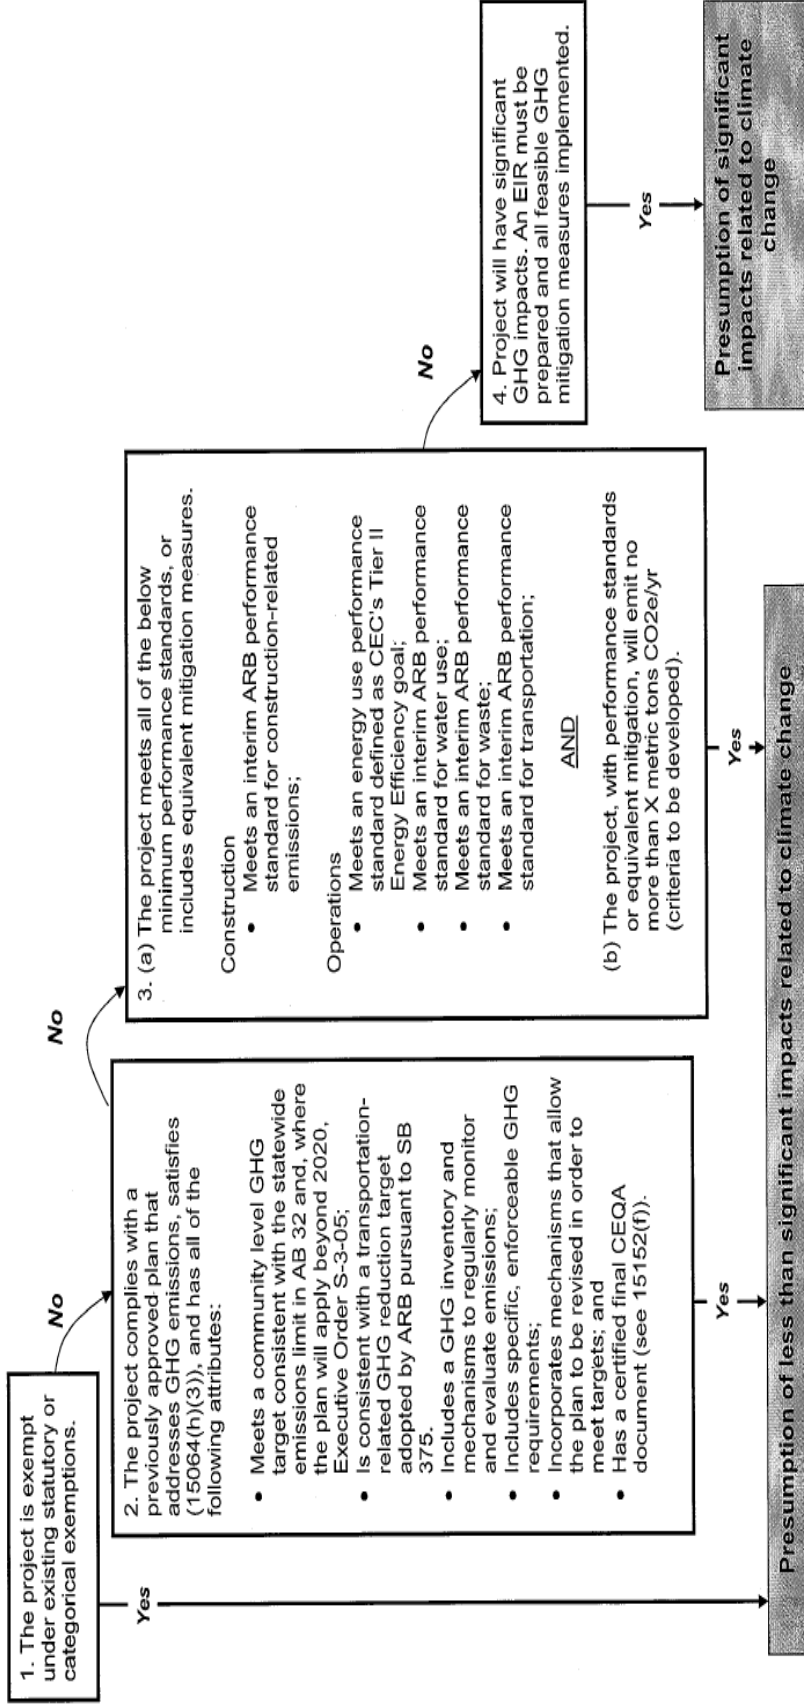 1. The project is exempt
under existing statutory or
categorical exemptions.
No
Yes
2. The project complies with a
previously approved plan that
addresses GHG emissions, satisfies
(15064(h)(3)), and has all of the
following attributes:
• Meets a community level GHG
target consistent with the statewide
emissions limit in AB 32 and, where
the plan will apply beyond 2020,
Executive Order S-3-05;
• Is consistent with a transportation-
related GHG reduction target
adopted by ARB pursuant to SB
375.
• Includes a GHG inventory and
mechanisms to regularly monitor
and evaluate emissions;
• Includes specific, enforceable GHG
requirements;
• Incorporates mechanisms that allow
the plan to be revised in order to
meet targets; and
• Has a certified final CEQA
document (see 15152(f)).
No
Yes
3. (a) The project meets all of the below
minimum performance standards, or
includes equivalent mitigation measures.
Construction
• Meets an interim ARB performance
standard for construction-related
emissions;
Operations
• Meets an energy use performance
standard defined as CEC's Tier II
Energy Efficiency goal;
• Meets an interim ARB performance
standard for water use;
• Meets an interim ARB performance
standard for waste;
• Meets an interim ARB performance
standard for transportation;
AND
(b) The project, with performance standards
or equivalent mitigation, will emit no
more than X metric tons CO2e/yr
(criteria to be developed).
No
Yes
4. Project will have significant
GHG impacts. An EIR must be
prepared and all feasible GHG
mitigation measures implemented.
Yes
Presumption of less than significant impacts related to climate change
Presumption of significant
impacts related to climate
change